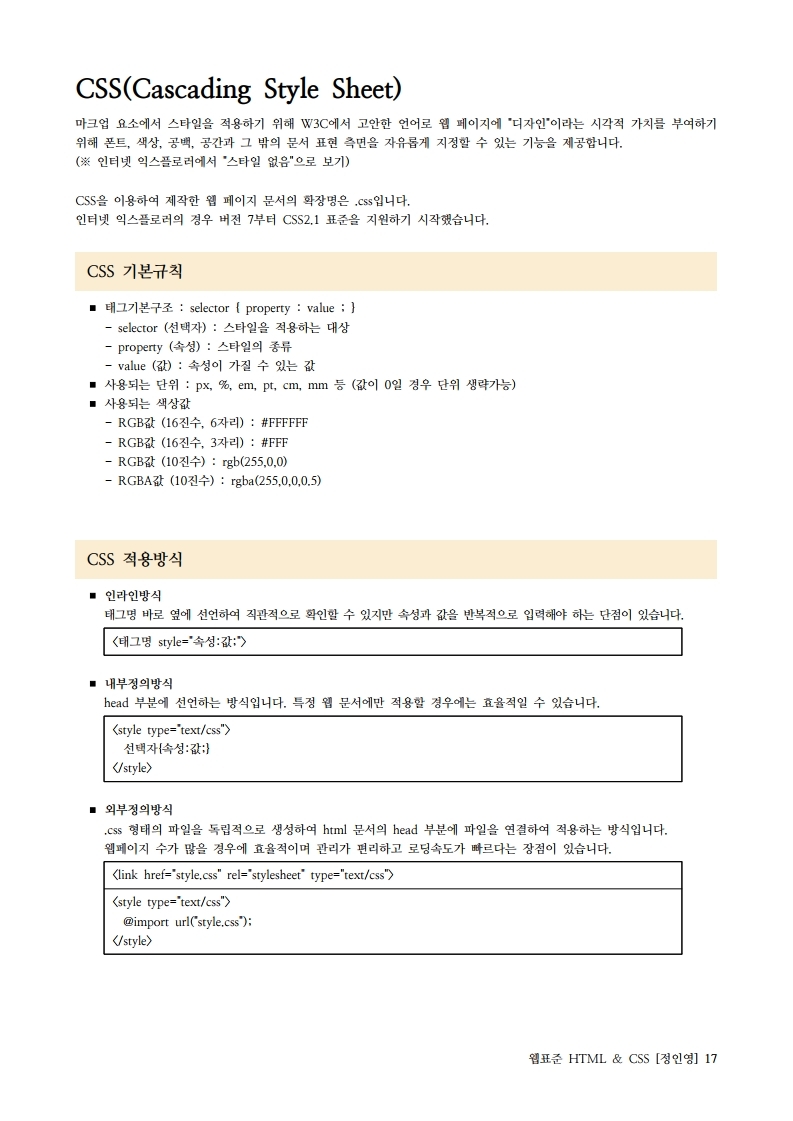 CSS(Cascading Style Sheet)
마크업 요소에서 스타일을 적용하기 위해 W3C에서 고안한 언어로 웹 페이지에 "디자인"이라는 시각적 가치를 부여하기
위해 폰트, 색상, 공백, 공간과 그 밖의 문서 표현 측면을 자유롭게 지정할 수 있는 기능을 제공합니다.
(※ 인터넷 익스플로러에서 "스타일 없음"으로 보기)
CSS을 이용하여 제작한 웹 페이지 문서의 확장명은 .css입니다.
인터넷 익스플로러의 경우 버전 7부터 CSS2.1 표준을 지원하기 시작했습니다.
CSS 기본규칙
■ 태그기본구조 : selector { property : value ; }
- selector (선택자) : 스타일을 적용하는 대상
- property (속성) : 스타일의 종류
- value (값) : 속성이 가질 수 있는 값
■ 사용되는 단위 : px, %, em, pt, cm, mm 등 (값이 0일 경우 단위 생략가능)
■ 사용되는 색상값
- RGB값 (16진수, 6자리) : #FFFFFF
- RGB값 (16진수, 3자리) : #FFF
- RGB값 (10진수) : rgb(255,0,0)
- RGBA값 (10진수) : rgba(255,0,0,0.5)
CSS 적용방식
■ 인라인방식
태그명 바로 옆에 선언하여 직관적으로 확인할 수 있지만 속성과 값을 반복적으로 입력해야 하는 단점이 있습니다.
<태그명 style="속성:값;">
■ 내부정의방식
head 부분에 선언하는 방식입니다. 특정 웹 문서에만 적용할 경우에는 효율적일 수 있습니다.
<style type="text/css">
선택자{속성:값;}
</style>
■ 외부정의방식
.css 형태의 파일을 독립적으로 생성하여 html 문서의 head 부분에 파일을 연결하여 적용하는 방식입니다.
웹페이지 수가 많을 경우에 효율적이며 관리가 편리하고 로딩속도가 빠르다는 장점이 있습니다.
<link href="style.css" rel="stylesheet" type="text/css">
<style type="text/css">
@import url("style.css");
</style>
웹표준 HTML & CSS [정인영] 17